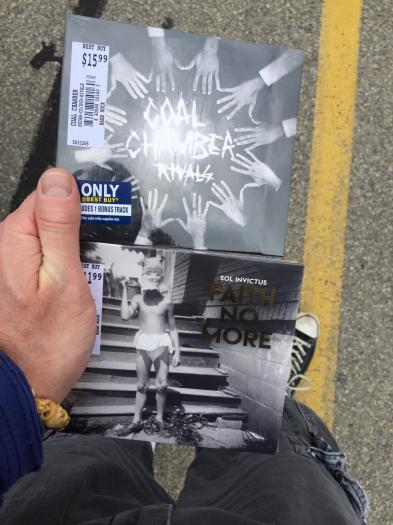 BEST BUY
$15.99
COAL CHAMBER
HARD ROCK
5633265
COAL
CHAMBER
RIVALS
ONLY
@BEST BUY
1 BONUS TRACK
BEST BUY
SOL INVICTUS
FAITH
NO
MORE